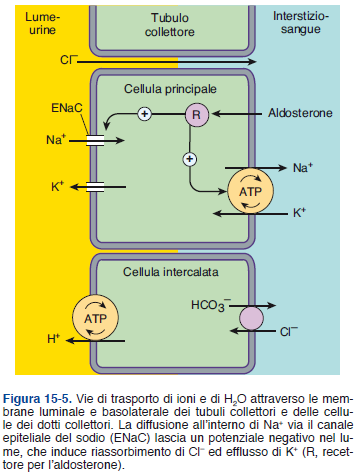 Lume-
urine
Tubulo
collettore
Interstizio-
sangue
Cl⁻
Cellula principale
ENaC
+
R
Aldosterone
Na⁺
+
Na⁺
K⁺
ATP
K⁺
Cellula intercalata
HCO₃⁻
ATP
Cl⁻
H⁺
Figura 15-5. Vie di trasporto di ioni e di H₂O attraverso le mem-
brane luminale e basolaterale dei tubuli collettori e delle cellu-
le dei dotti collettori. La diffusione all'interno di Na⁺ via il canale
epiteliale del sodio (ENaC) lascia un potenziale negativo nel lu-
me, che induce riassorbimento di Cl⁻ ed efflusso di K⁺ (R, recet-
tore per l'aldosterone).